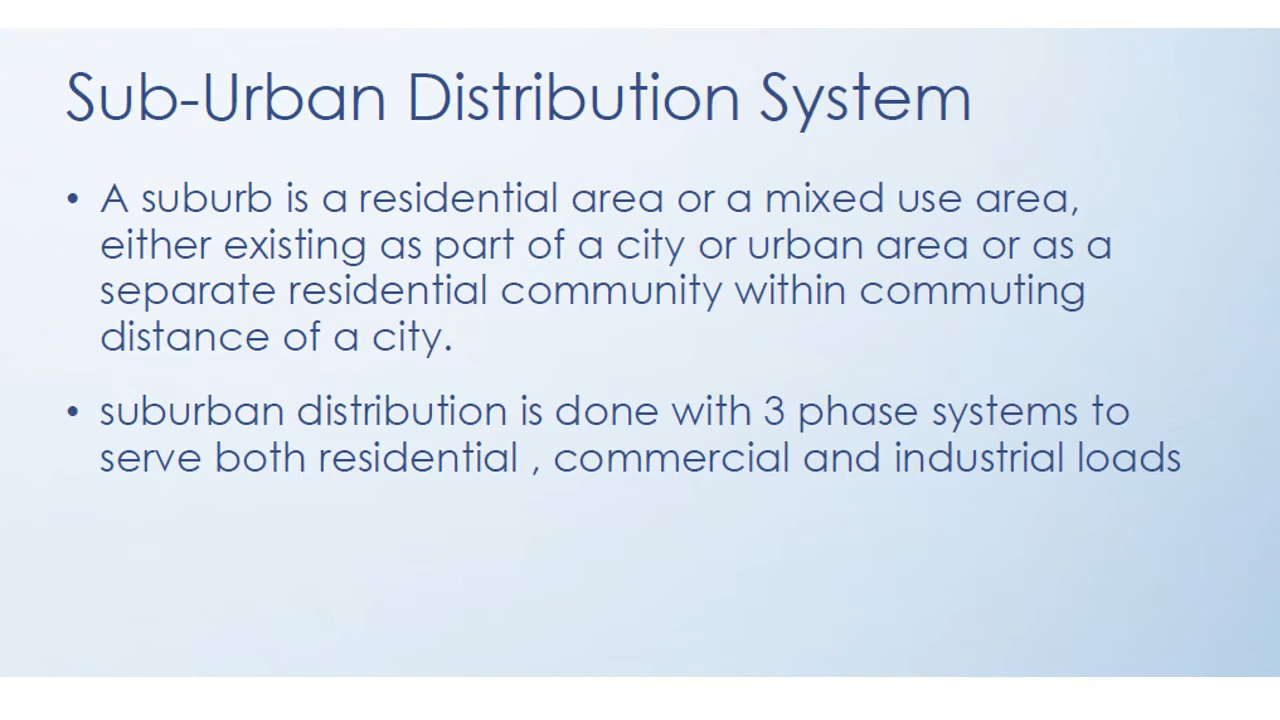 Sub-Urban Distribution System
• A suburb is a residential area or a mixed use area,
either existing as part of a city or urban area or as a
separate residential community within commuting
distance of a city.
• suburban distribution is done with 3 phase systems to
serve both residential , commercial and industrial loads